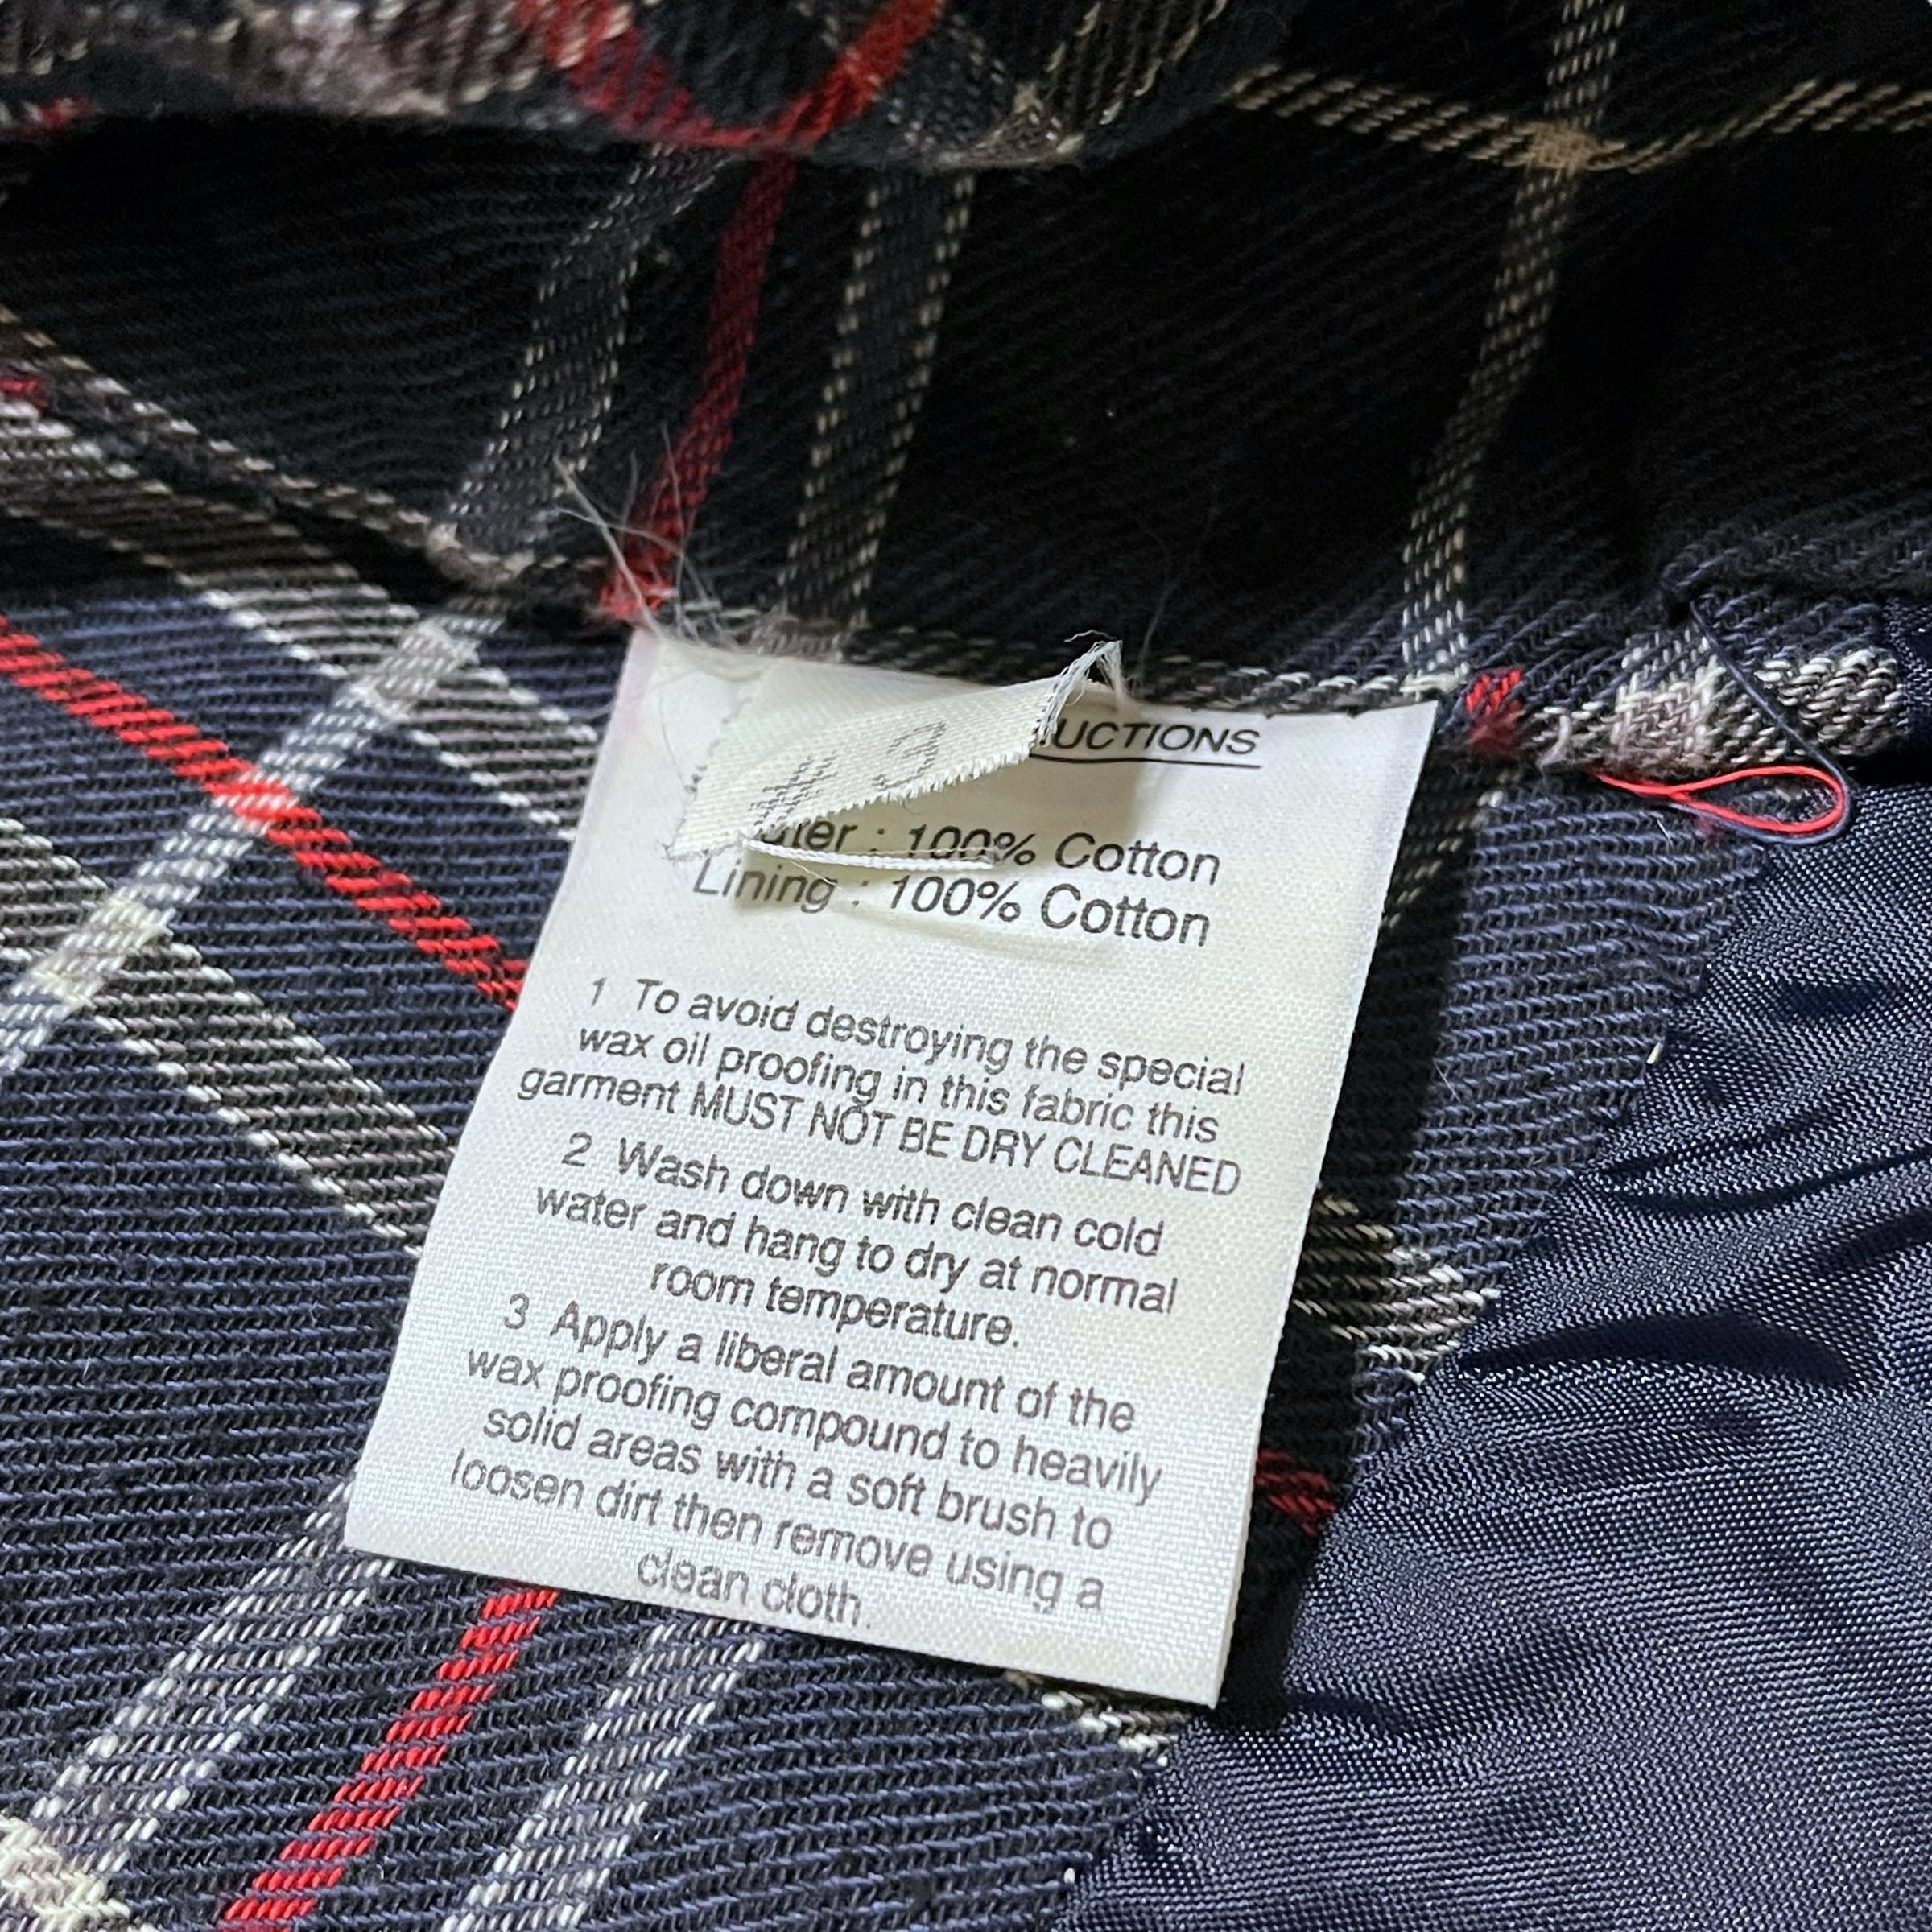 UCTIONS
: 100% Cotton
Lining : 100% Cotton
1 To avoid destroying the special
wax oil proofing in this fabric this
garment MUST NOT BE DRY CLEANED
2 Wash down with clean cold
water and hang to dry at normal
room temperature.
3 Apply a liberal amount of the
wax proofing compound to heavily
solid areas with a soft brush to
loosen dirt then remove using a
clean cloth.